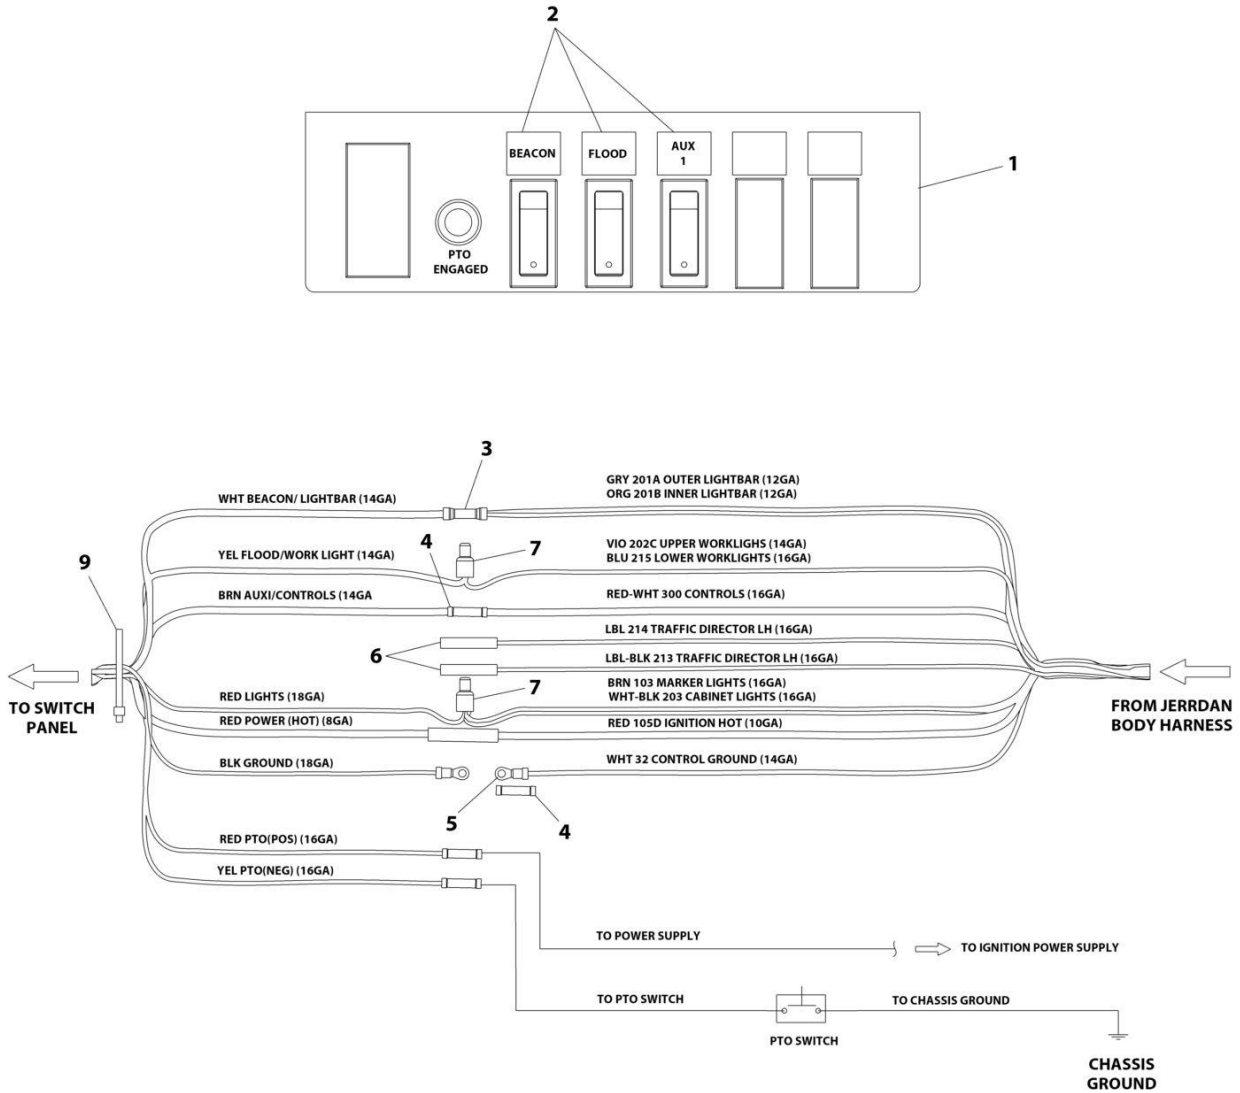 2
BEACON
FLOOD
AUX
1
1
PTO
ENGAGED
3
GRY 201A OUTER LIGHTBAR (12GA)
ORG 201B INNER LIGHTBAR (12GA)
WHT BEACON/ LIGHTBAR (14GA)
4
7
VIO 202C UPPER WORKLIGHS (14GA)
BLU 215 LOWER WORKLIGHTS (16GA)
YEL FLOOD/WORK LIGHT (14GA)
9
BRN AUXI/CONTROLS (14GA
RED-WHT 300 CONTROLS (16GA)
LBL 214 TRAFFIC DIRECTOR LH (16GA)
6
LBL-BLK 213 TRAFFIC DIRECTOR LH (16GA)
7
BRN 103 MARKER LIGHTS (16GA)
WHT-BLK 203 CABINET LIGHTS (16GA)
RED LIGHTS (18GA)
TO SWITCH
PANEL
FROM JERRDAN
BODY HARNESS
RED POWER (HOT) (8GA)
RED 105D IGNITION HOT (10GA)
BLK GROUND (18GA)
WHT 32 CONTROL GROUND (14GA)
5
4
RED PTO(POS) (16GA)
YEL PTO(NEG) (16GA)
TO POWER SUPPLY
TO IGNITION POWER SUPPLY
TO PTO SWITCH
TO CHASSIS GROUND
PTO SWITCH
CHASSIS
GROUND